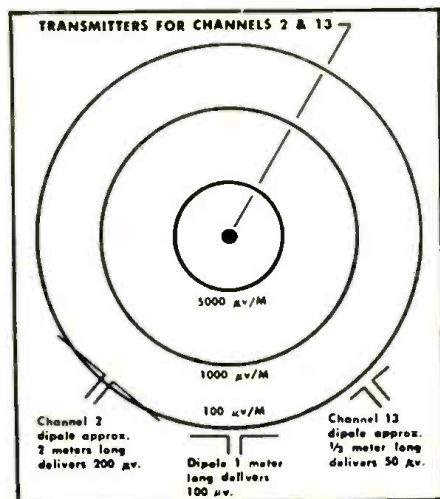 TRANSMITTERS FOR CHANNELS 2 & 13
5000 μv/M
1000 μv/M
100 μv/M
Channel 2
dipole approx.
2 meters long
delivers 200 μv.
Dipole 1 meter
long delivers
100 μv.
Channel 13
dipole approx.
½ meter long
delivers 50 μv.